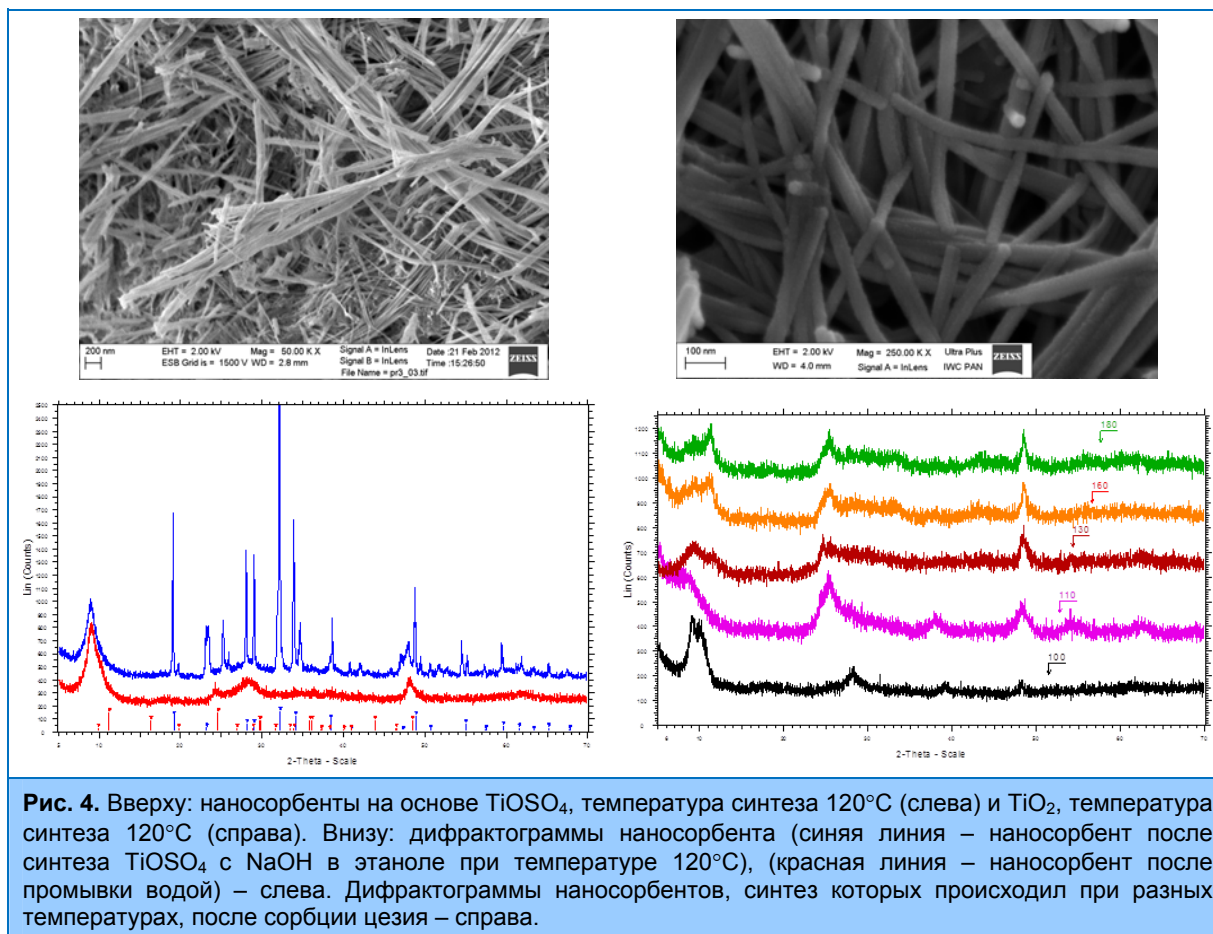 200 nm
EHT = 2.00 kV Mag = 50.00 K X Signal A = InLens Date :21 Feb 2012
ESB Grid is = 1500 V WD = 2.8 mm Signal B = InLens Time :15:26:50
File Name = pr3_03.tif
ZEISS
100 nm
EHT = 2.00 kV Mag = 250.00 K X Ultra Plus
WD = 4.0 mm Signal A = InLens IWC PAN
ZEISS
Lin (Counts)
2-Theta - Scale
180
160
130
110
100
Lin (Counts)
2-Theta - Scale
Рис. 4. Вверху: наносорбенты на основе TiOSO₄, температура синтеза 120°C (слева) и TiO₂, температура
синтеза 120°C (справа). Внизу: дифрактограммы наносорбента (синяя линия – наносорбент после
синтеза TiOSO₄ с NaOH в этаноле при температуре 120°C), (красная линия – наносорбент после
промывки водой) – слева. Дифрактограммы наносорбентов, синтез которых происходил при разных
температурах, после сорбции цезия – справа.